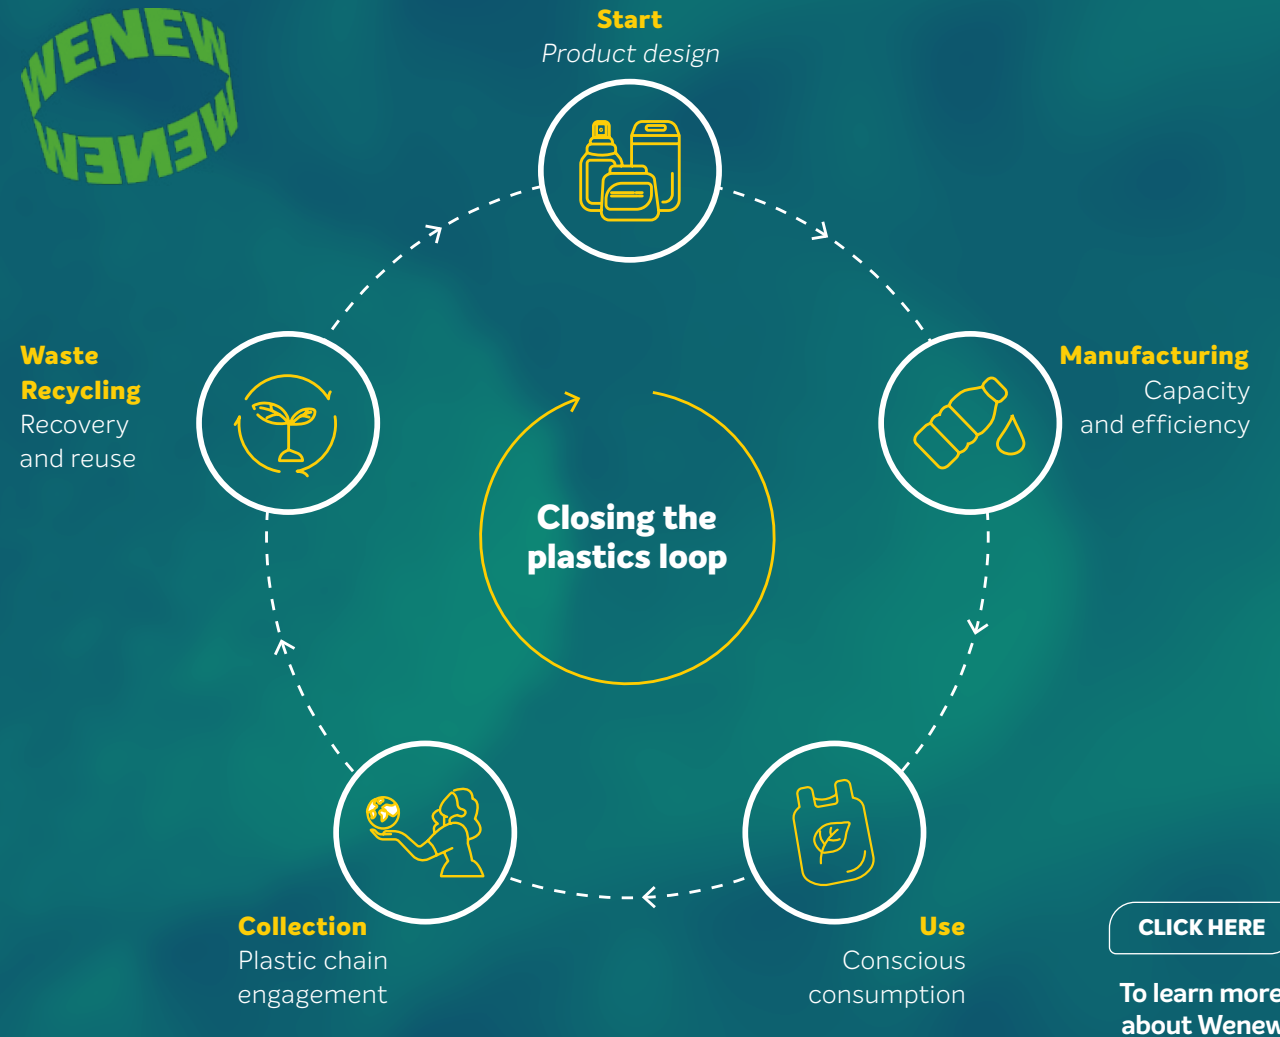 WENEW
WENEW
Start
Product design
Manufacturing
Capacity
and efficiency
Use
Conscious
consumption
Collection
Plastic chain
engagement
Waste
Recycling
Recovery
and reuse
Closing the
plastics loop
CLICK HERE
To learn more
about Wenew